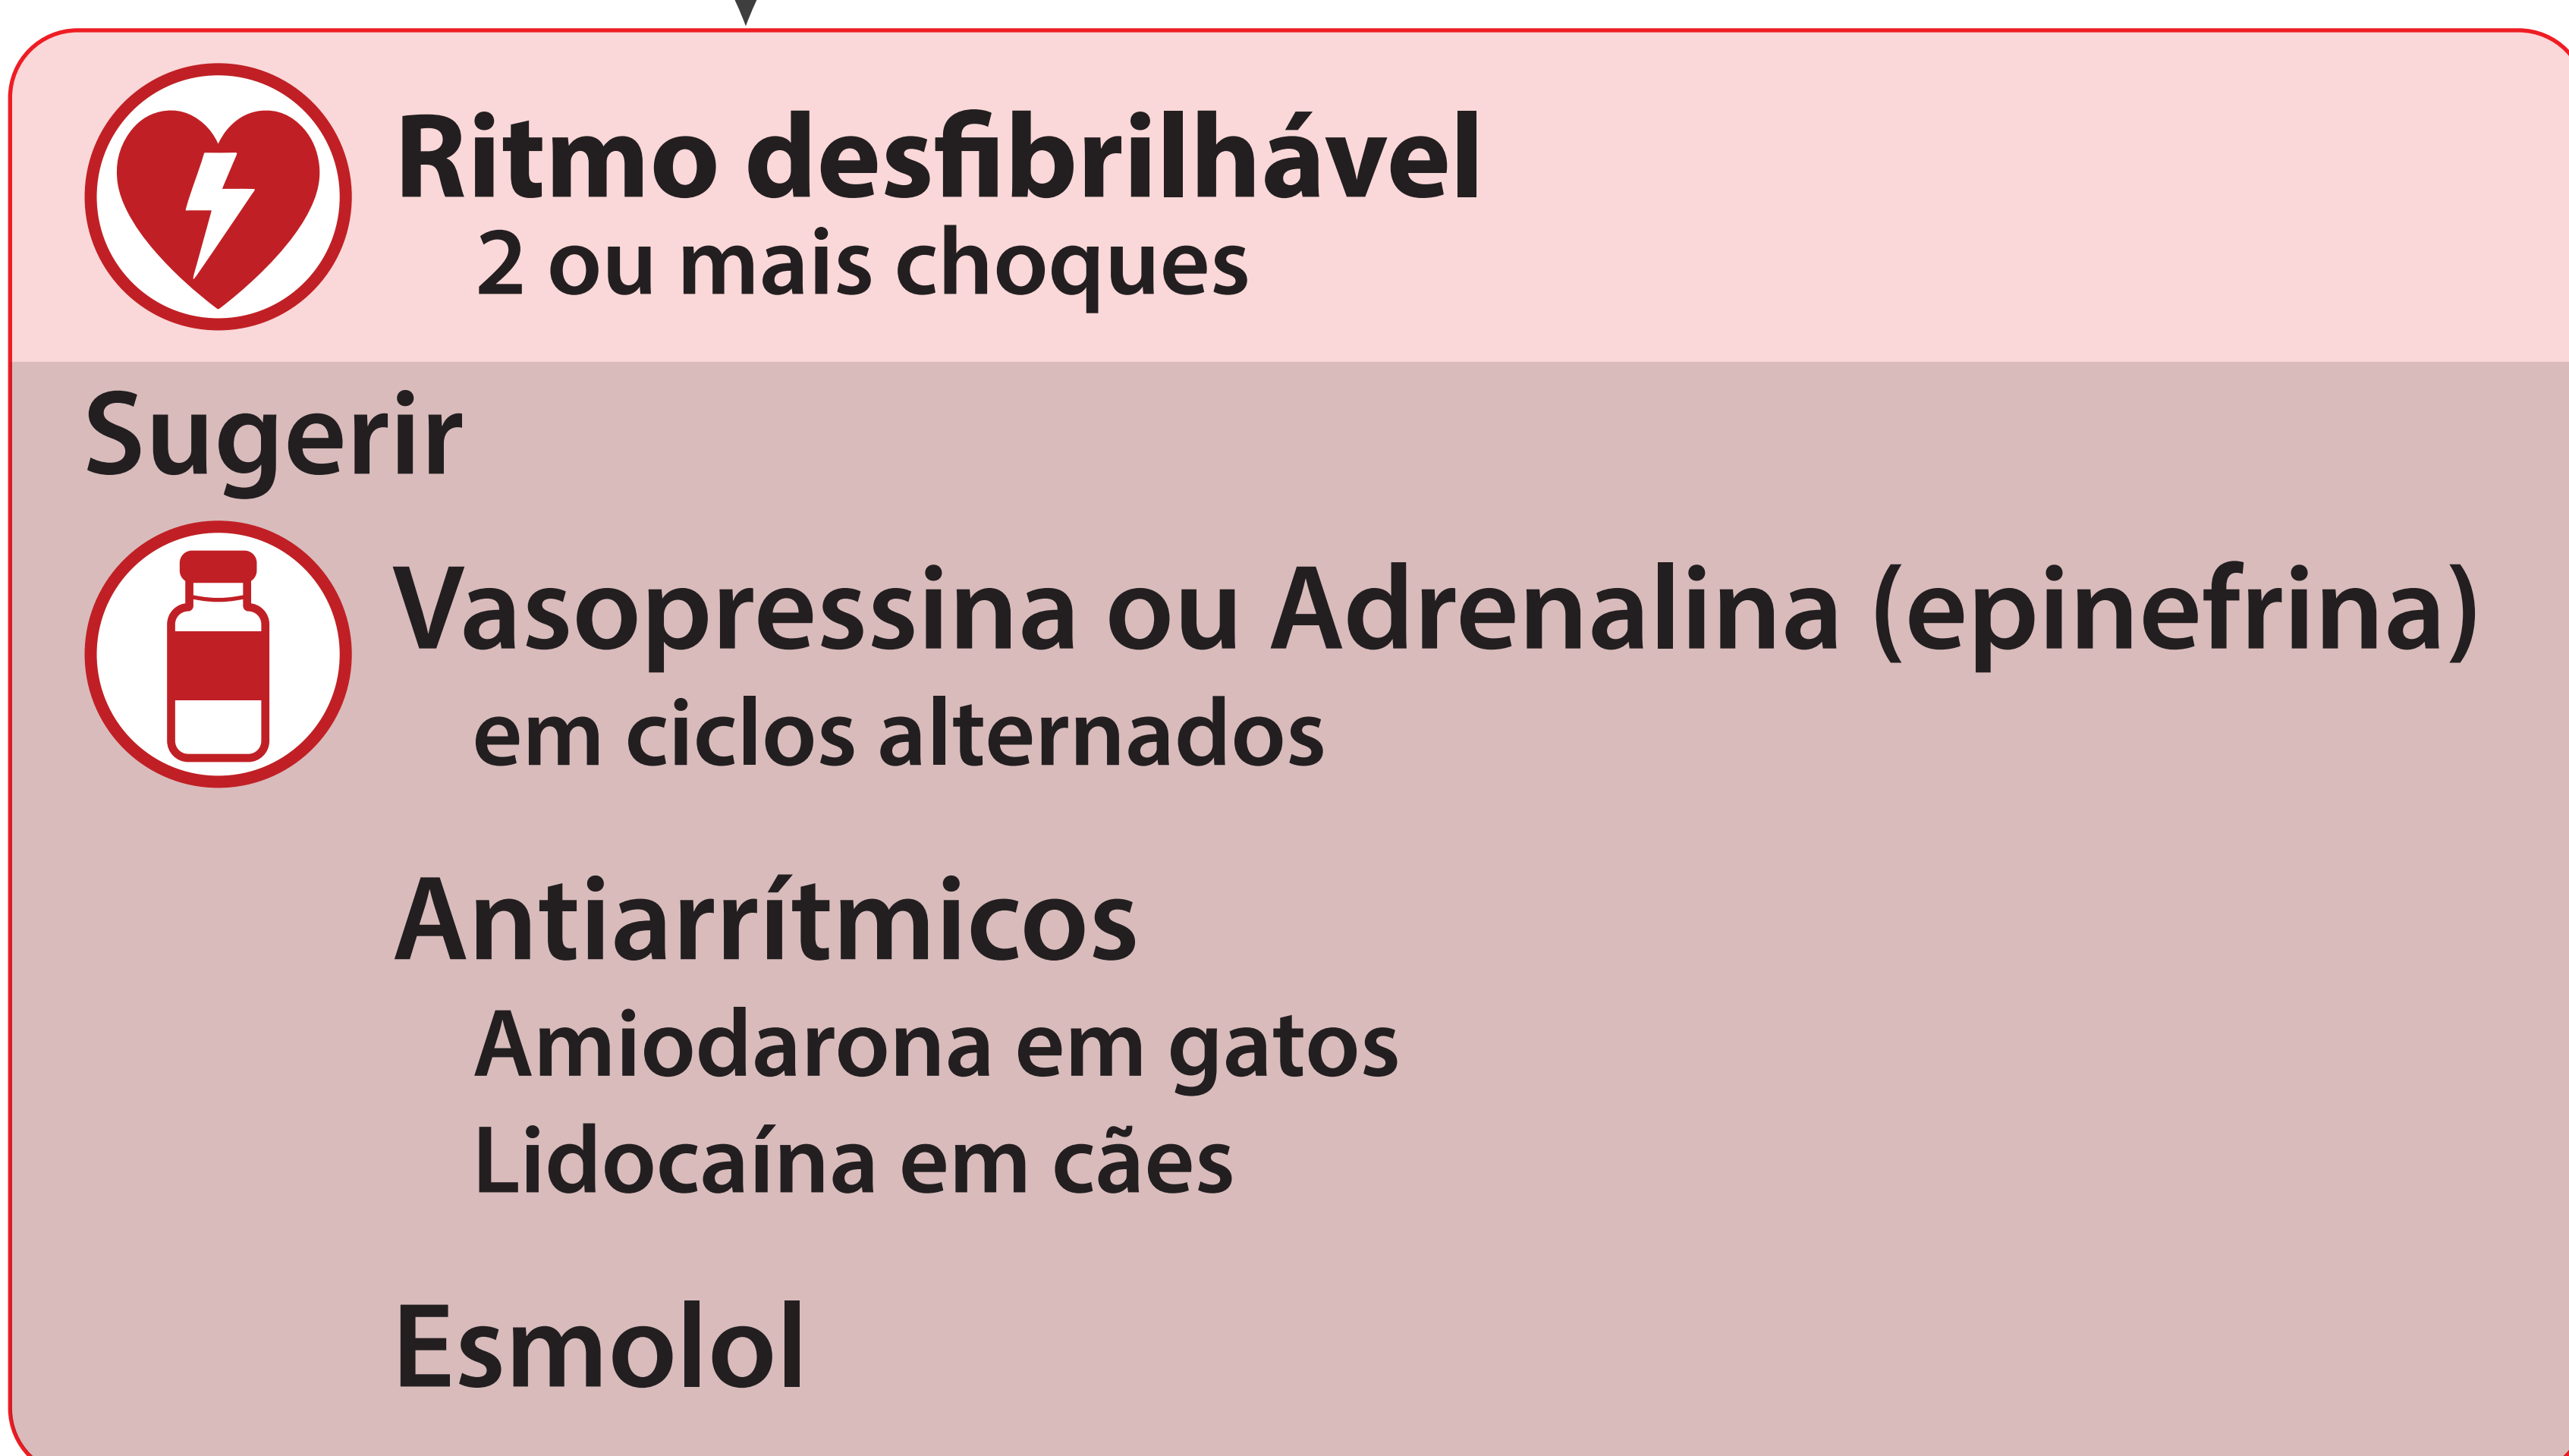 Ritmo desfibrilhável
2 ou mais choques
Sugerir
Vasopressina ou Adrenalina (epinefrina)
em ciclos alternados
Antiarrítmicos
Amiodarona em gatos
Lidocaína em cães
Esmolol